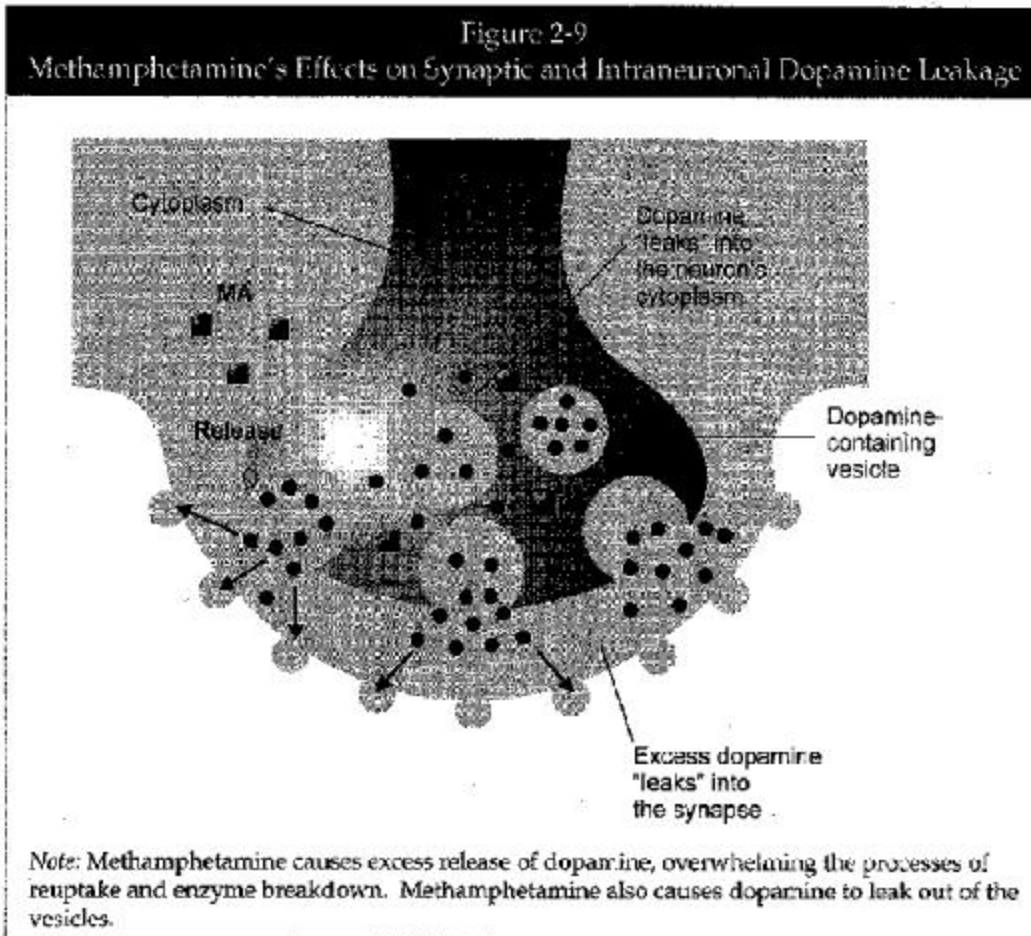 Figure 2-9
Methamphetamine's Effects on Synaptic and Intraneuronal Dopamine Leakage
Cytoplasm
Dopamine
"leaks" into
the neuron's
cytoplasm
MA
Release
Dopamine-
containing
vesicle
Excess dopamine
"leaks" into
the synapse
Note: Methamphetamine causes excess release of dopamine, overwhelming the processes of
reuptake and enzyme breakdown. Methamphetamine also causes dopamine to leak out of the
vesicles.